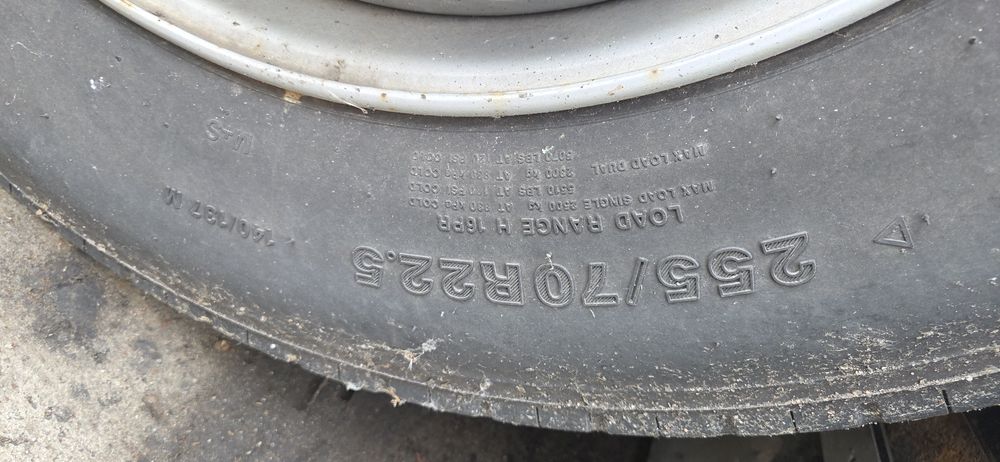 255/70R22.5
LOAD RANGE H 16PR
MAX LOAD SINGLE 2500 kg AT 830 KPa COLD
5510 LBS AT 120 PSI COLD
MAX LOAD DUAL 2300 kg AT 830 KPa COLD
5070 LBS AT 120 PSI COLD
140/137 M